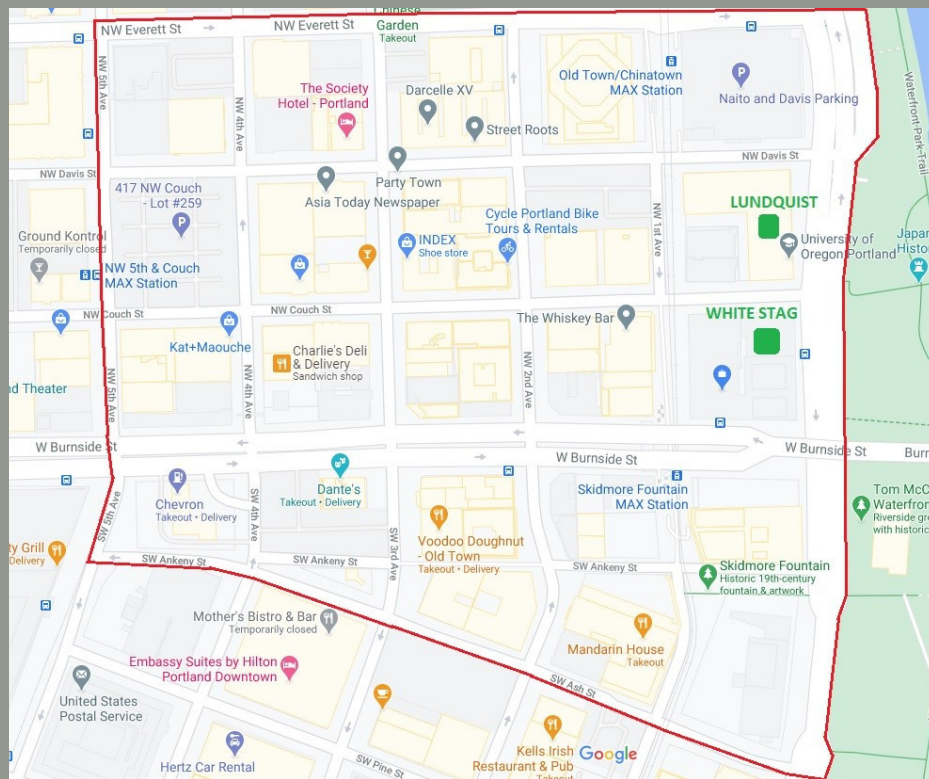 Chinese
Garden
Takeout
NW Everett St
NW Everett St
NW 5th Ave
NW 4th Ave
The Society
Hotel - Portland
Darcelle XV
Street Roots
Old Town/Chinatown
MAX Station
Naito and Davis Parking
Waterfront Park Trail
NW Davis St
NW Davis St
Party Town
Asia Today Newspaper
417 NW Couch
- Lot #259
Ground Kontrol
Temporarily closed
NW 5th & Couch
MAX Station
INDEX
Shoe store
Cycle Portland Bike
Tours & Rentals
NW 1st Ave
LUNDQUIST
University of
Oregon Portland
Japan
Histor
NW Couch St
NW Couch St
Kat+Maouche
Charlie's Deli
& Delivery
Sandwich shop
The Whiskey Bar
WHITE STAG
nd Theater
NW 5th Ave
NW 4th Ave
NW 2nd Ave
W Burnside St
W Burnside St
W Burnside St
Burn
Chevron
Takeout • Delivery
Dante's
Takeout • Delivery
SW 5th Ave
SW 4th Ave
SW 3rd Ave
Voodoo Doughnut
- Old Town
Takeout • Delivery
Skidmore Fountain
MAX Station
Tom McC
Waterfron
Riverside gre
with historic
ty Grill
Delivery
SW Ankeny St
SW Ankeny St
SW Ankeny St
Skidmore Fountain
Historic 19th-century
fountain & artwork
Mother's Bistro & Bar
Temporarily closed
Mandarin House
Takeout
Embassy Suites by Hilton
Portland Downtown
SW Ash St
United States
Postal Service
Hertz Car Rental
SW Pine St
Kells Irish
Restaurant & Pub
Takeout
Google